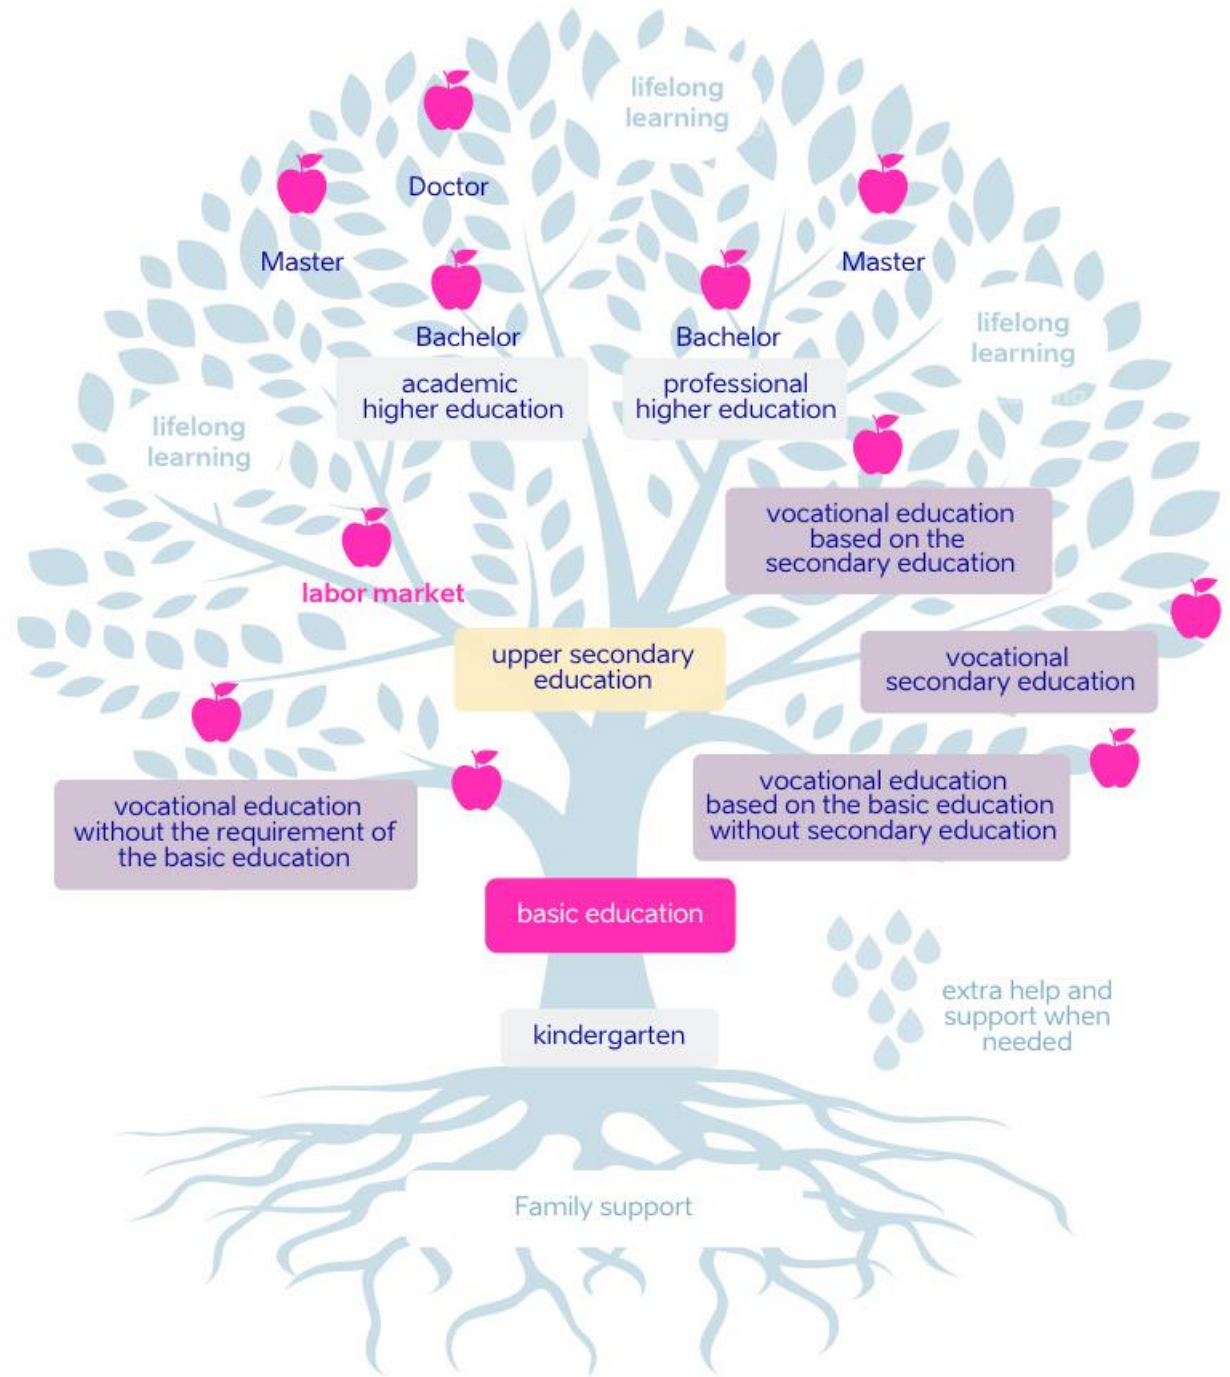 lifelong
learning
Doctor
Master
Master
Bachelor
Bachelor
lifelong
learning
academic
higher education
professional
higher education
lifelong
learning
vocational education
based on the
secondary education
labor market
upper secondary
education
vocational
secondary education
vocational education
without the requirement of
the basic education
vocational education
based on the basic education
without secondary education
basic education
extra help and
support when
needed
kindergarten
Family support